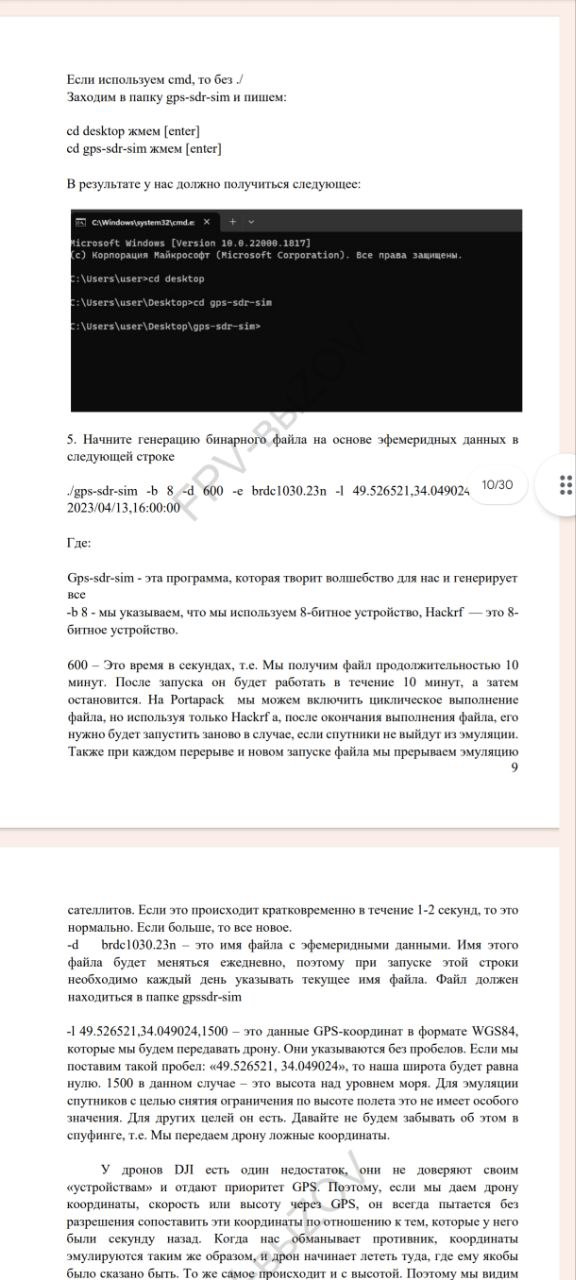 Если используем cmd, то без ./
Заходим в папку gps-sdr-sim и пишем:
cd desktop жмем [enter]
cd gps-sdr-sim жмем [enter]
В результате у нас должно получиться следующее:
C:\Windows\system32\cmd.e
Microsoft Windows [Version 10.0.22000.1817]
(c) Корпорация Майкрософт (Microsoft Corporation). Все права защищены.
C:\Users\user>cd desktop
C:\Users\user\Desktop>cd gps-sdr-sim
C:\Users\user\Desktop\gps-sdr-sim>
FPV-ВЫZOV
5. Начните генерацию бинарного файла на основе эфемеридных данных в
следующей строке
./gps-sdr-sim -b 8 -d 600 -e brdc1030.23n -l 49.526521,34.049024
10/30
2023/04/13,16:00:00
Где:
Gps-sdr-sim - эта программа, которая творит волшебство для нас и генерирует
все
-b 8 - мы указываем, что мы используем 8-битное устройство, Hackrf — это 8-
битное устройство.
600 – Это время в секундах, т.е. Мы получим файл продолжительностью 10
минут. После запуска он будет работать в течение 10 минут, а затем
остановится. На Portapack мы можем включить циклическое выполнение
файла, но используя только Hackrf а, после окончания выполнения файла, его
нужно будет запустить заново в случае, если спутники не выйдут из эмуляции.
Также при каждом перерыве и новом запуске файла мы прерываем эмуляцию
9
сателлитов. Если это происходит кратковременно в течение 1-2 секунд, то это
нормально. Если больше, то все новое.
-d brdc1030.23n – это имя файла с эфемеридными данными. Имя этого
файла будет меняться ежедневно, поэтому при запуске этой строки
необходимо каждый день указывать текущее имя файла. Файл должен
находиться в папке gpssdr-sim
-l 49.526521,34.049024,1500 – это данные GPS-координат в формате WGS84,
которые мы будем передавать дрону. Они указываются без пробелов. Если мы
поставим такой пробел: «49.526521, 34.049024», то наша широта будет равна
нулю. 1500 в данном случае – это высота над уровнем моря. Для эмуляции
спутников с целью снятия ограничения по высоте полета это не имеет особого
значения. Для других целей он есть. Давайте не будем забывать об этом в
спуфинге, т.е. Мы передаем дрону ложные координаты.
У дронов DJI есть один недостаток, они не доверяют своим
«устройствам» и отдают приоритет GPS. Поэтому, если мы даем дрону
координаты, скорость или высоту через GPS, он всегда пытается без
разрешения сопоставить эти координаты по отношению к тем, которые у него
были секунду назад. Когда нас обманывает противник, координаты
эмулируются таким же образом, и дрон начинает лететь туда, где ему якобы
было сказано быть. То же самое происходит и с высотой. Поэтому мы видим
ВЫZOV